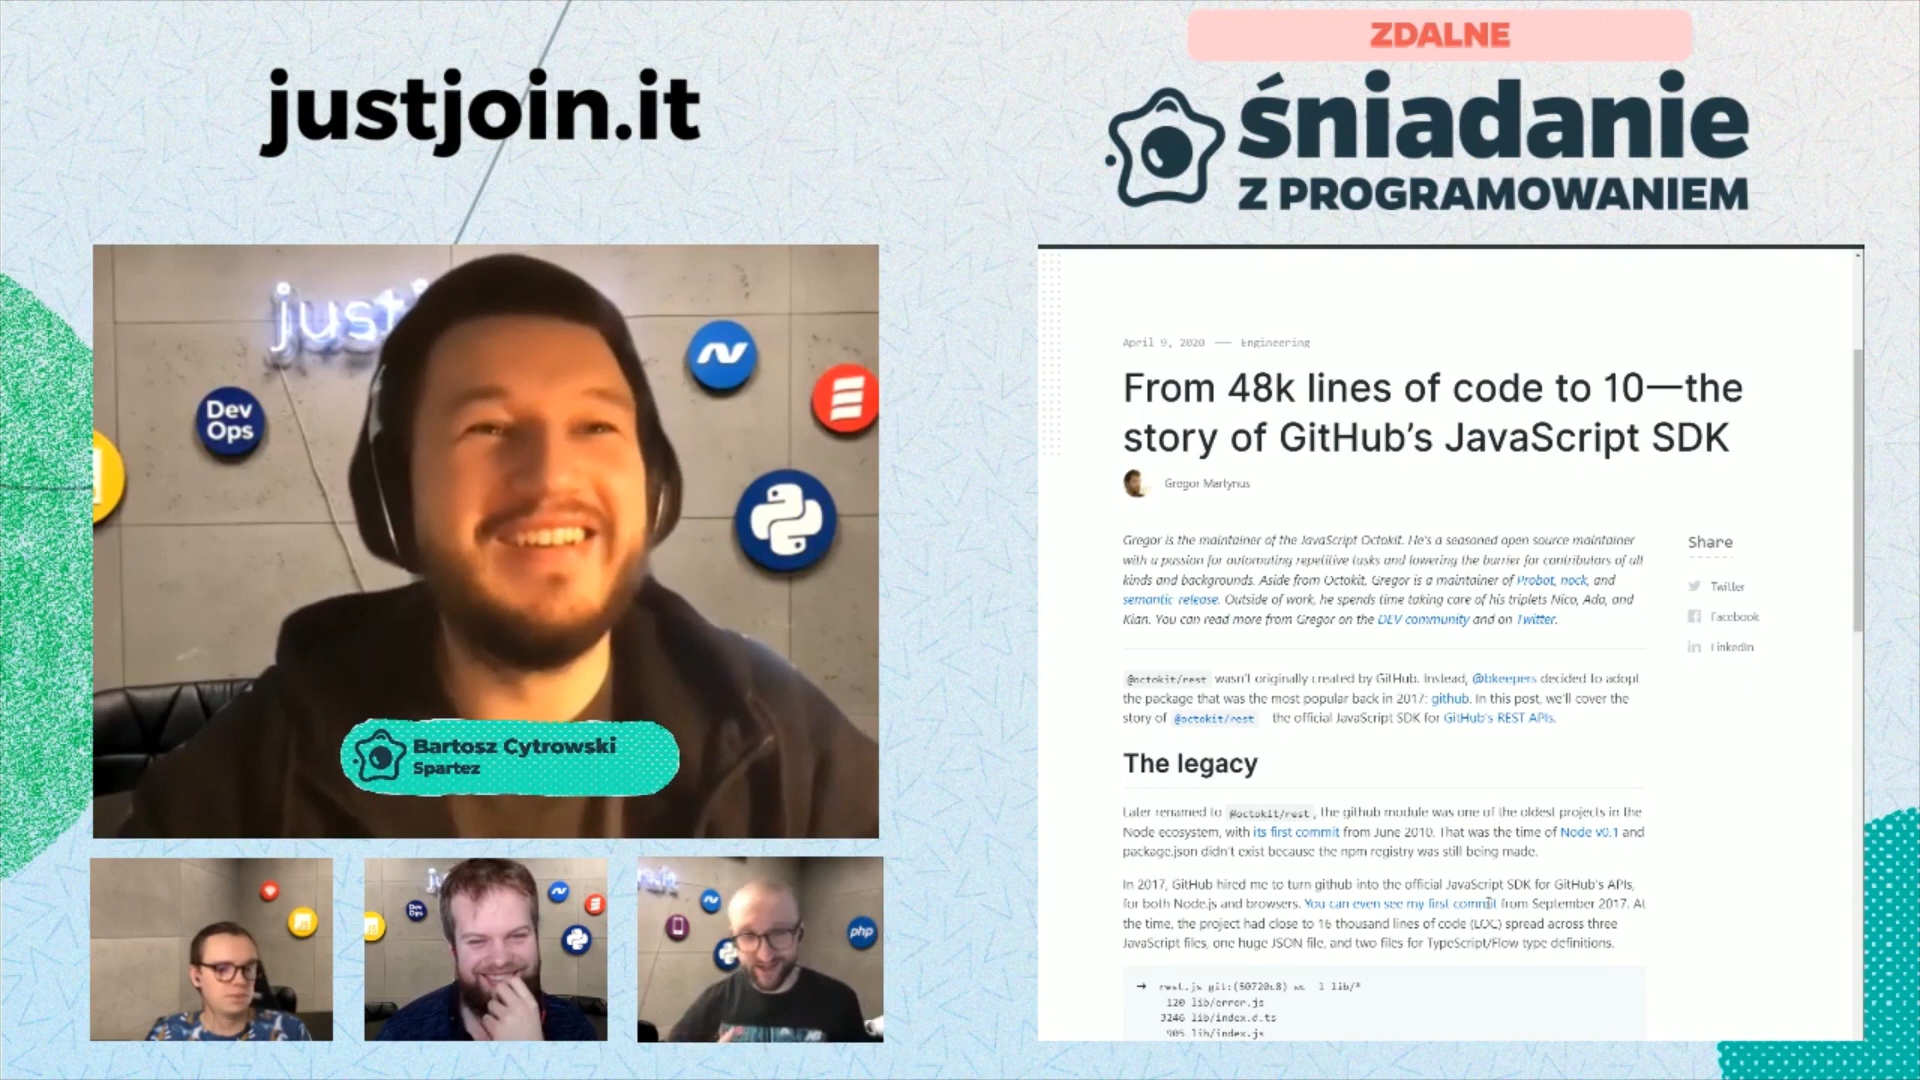 justjoin.it
ZDALNE
śniadanie
Z PROGRAMOWANIEM
just
Dev
Ops
Bartosz Cytrowski
Spartez
php
April 9, 2020 — Engineering
From 48k lines of code to 10—the
story of GitHub's JavaScript SDK
Gregor Martynus
Gregor is the maintainer of the JavaScript Octokit. He's a seasoned open source maintainer
with a passion for automating repetitive tasks and lowering the barrier for contributors of all
kinds and backgrounds. Aside from Octokit, Gregor is a maintainer of Probot, nock, and
semantic release. Outside of work, he spends time taking care of his triplets Nico, Ada, and
Kian. You can read more from Gregor on the DEV community and on Twitter.
Share
Twitter
Facebook
LinkedIn
@octokit/rest wasn't originally created by GitHub. Instead, @bkeepers decided to adopt
the package that was the most popular back in 2017: github. In this post, we'll cover the
story of @octokit/rest the official JavaScript SDK for GitHub's REST APIs.
The legacy
Later renamed to @octokit/rest, the github module was one of the oldest projects in the
Node ecosystem, with its first commit from June 2010. That was the time of Node v0.1 and
package.json didn't exist because the npm registry was still being made.
In 2017, GitHub hired me to turn github into the official JavaScript SDK for GitHub's APIs,
for both Node.js and browsers. You can even see my first commit from September 2017. At
the time, the project had close to 16 thousand lines of code (LOC) spread across three
JavaScript files, one huge JSON file, and two files for TypeScript/Flow type definitions.
→ rest.js git:(50720c8) wc -l lib/*
120 lib/error.js
3246 lib/index.d.ts
905 lib/index.js